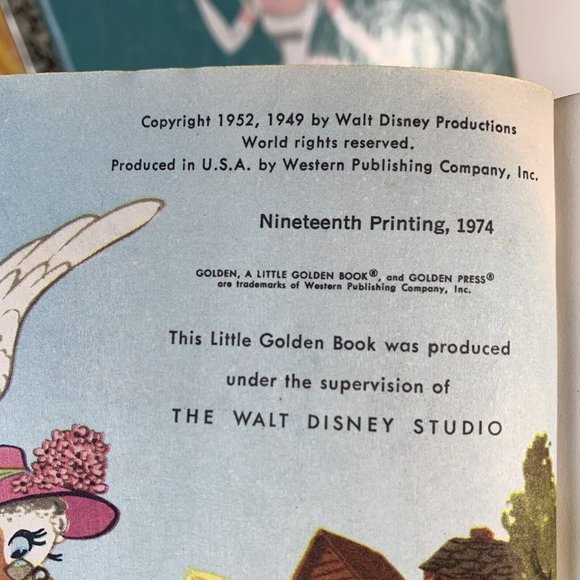 Copyright 1952, 1949 by Walt Disney Productions
World rights reserved.
Produced in U.S.A. by Western Publishing Company, Inc.
Nineteenth Printing, 1974
GOLDEN, A LITTLE GOLDEN BOOK®, and GOLDEN PRESS®
are trademarks of Western Publishing Company, Inc.
This Little Golden Book was produced
under the supervision of
THE WALT DISNEY STUDIO